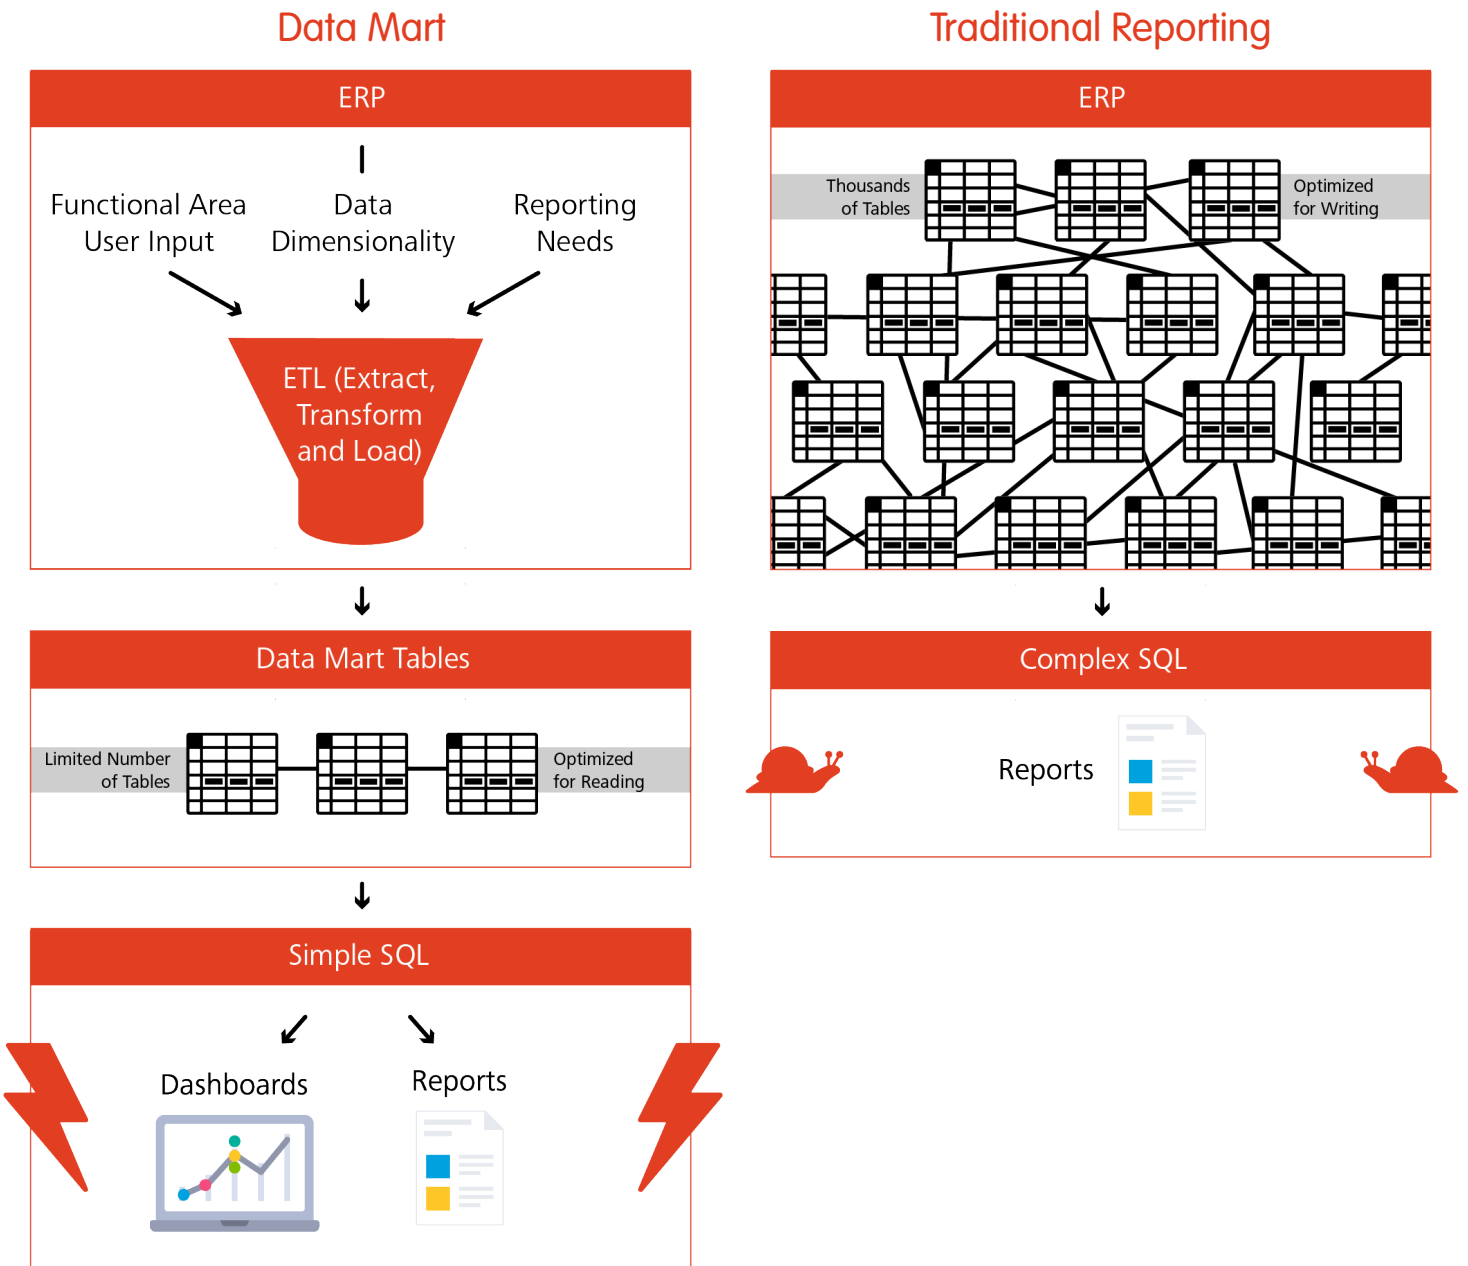 Data Mart
ERP
Functional Area
User Input
Data
Dimensionality
Reporting
Needs
ETL (Extract,
Transform
and Load)
Data Mart Tables
Limited Number
of Tables
Optimized
for Reading
Simple SQL
Dashboards
Reports
Traditional Reporting
ERP
Thousands
of Tables
Optimized
for Writing
Complex SQL
Reports